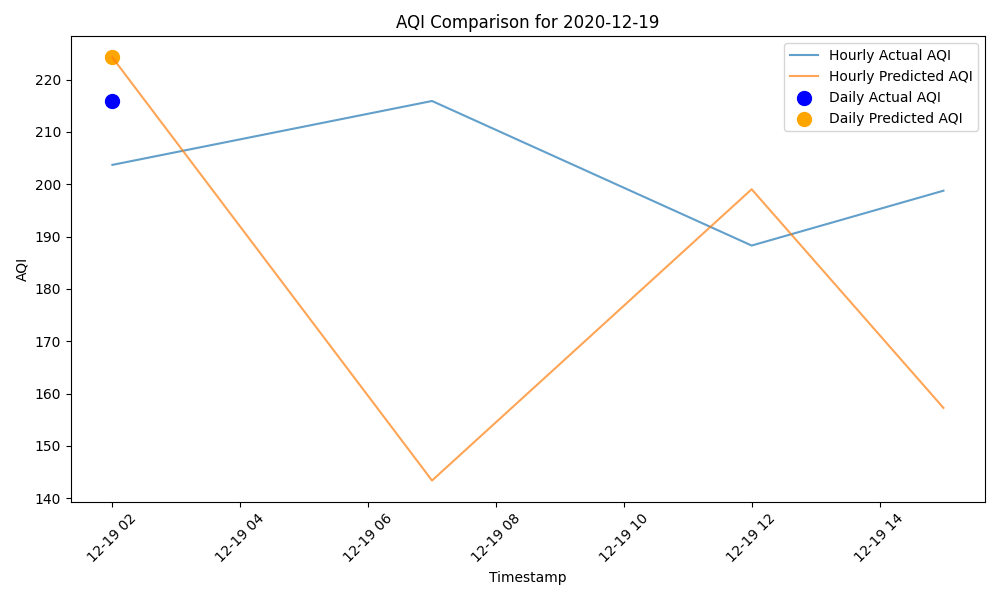 AQI Comparison for 2020-12-19
Hourly Actual AQI
Hourly Predicted AQI
Daily Actual AQI
Daily Predicted AQI
AQI
220
210
200
190
180
170
160
150
140
12-19 02
12-19 04
12-19 06
12-19 08
12-19 10
12-19 12
12-19 14
Timestamp